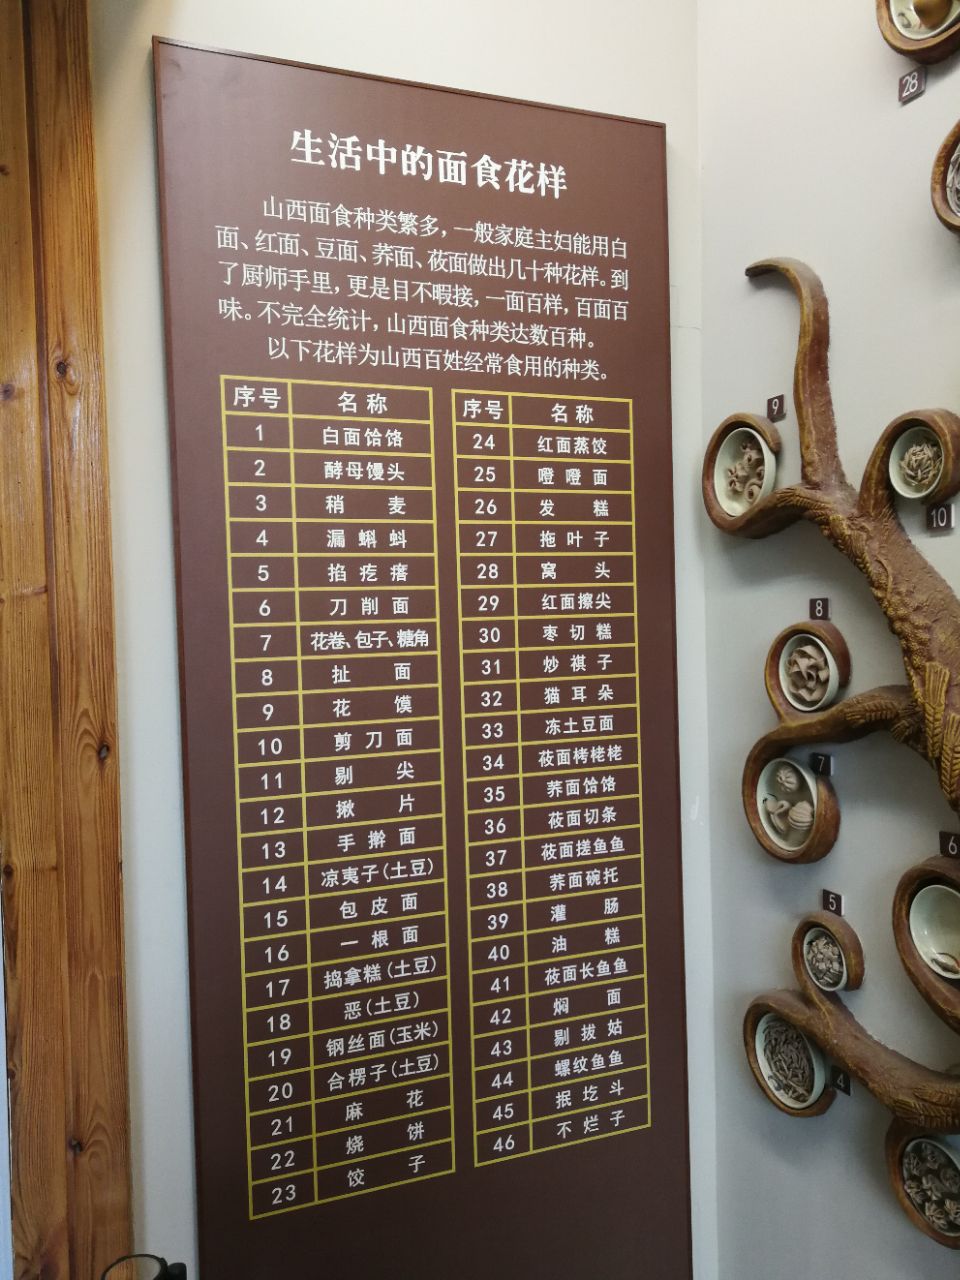 生活中的面食花样
山西面食种类繁多，一般家庭主妇能用白
面、红面、豆面、荞面、莜面做出几十种花样。到
了厨师手里，更是目不暇接，一面百样，百面百
味。不完全统计，山西面食种类达数百种。
以下花样为山西百姓经常食用的种类。
序号 名称
1 白面饸饹
2 酵母馒头
3 稍麦
4 漏蝌蚪
5 掐疙瘩
6 刀削面
7 花卷、包子、糖角
8 扯面
9 花馍
10 剪刀面
11 剔尖
12 揪片
13 手擀面
14 凉夷子(土豆)
15 包皮面
16 一根面
17 捣拿糕(土豆)
18 恶(土豆)
19 钢丝面(玉米)
20 合楞子(土豆)
21 麻花
22 烧饼
23 饺子
序号 名称
24 红面蒸饺
25 噔噔面
26 发糕
27 拖叶子
28 窝头
29 红面擦尖
30 枣切糕
31 炒祺子
32 猫耳朵
33 冻土豆面
34 莜面栲栳栳
35 荞面饸饹
36 莜面切条
37 莜面搓鱼鱼
38 荞面碗托
39 灌肠
40 油糕
41 莜面长鱼鱼
42 焖面
43 剔拔姑
44 螺纹鱼鱼
45 抿圪斗
46 不烂子
28
9
10
8
7
6
5
4